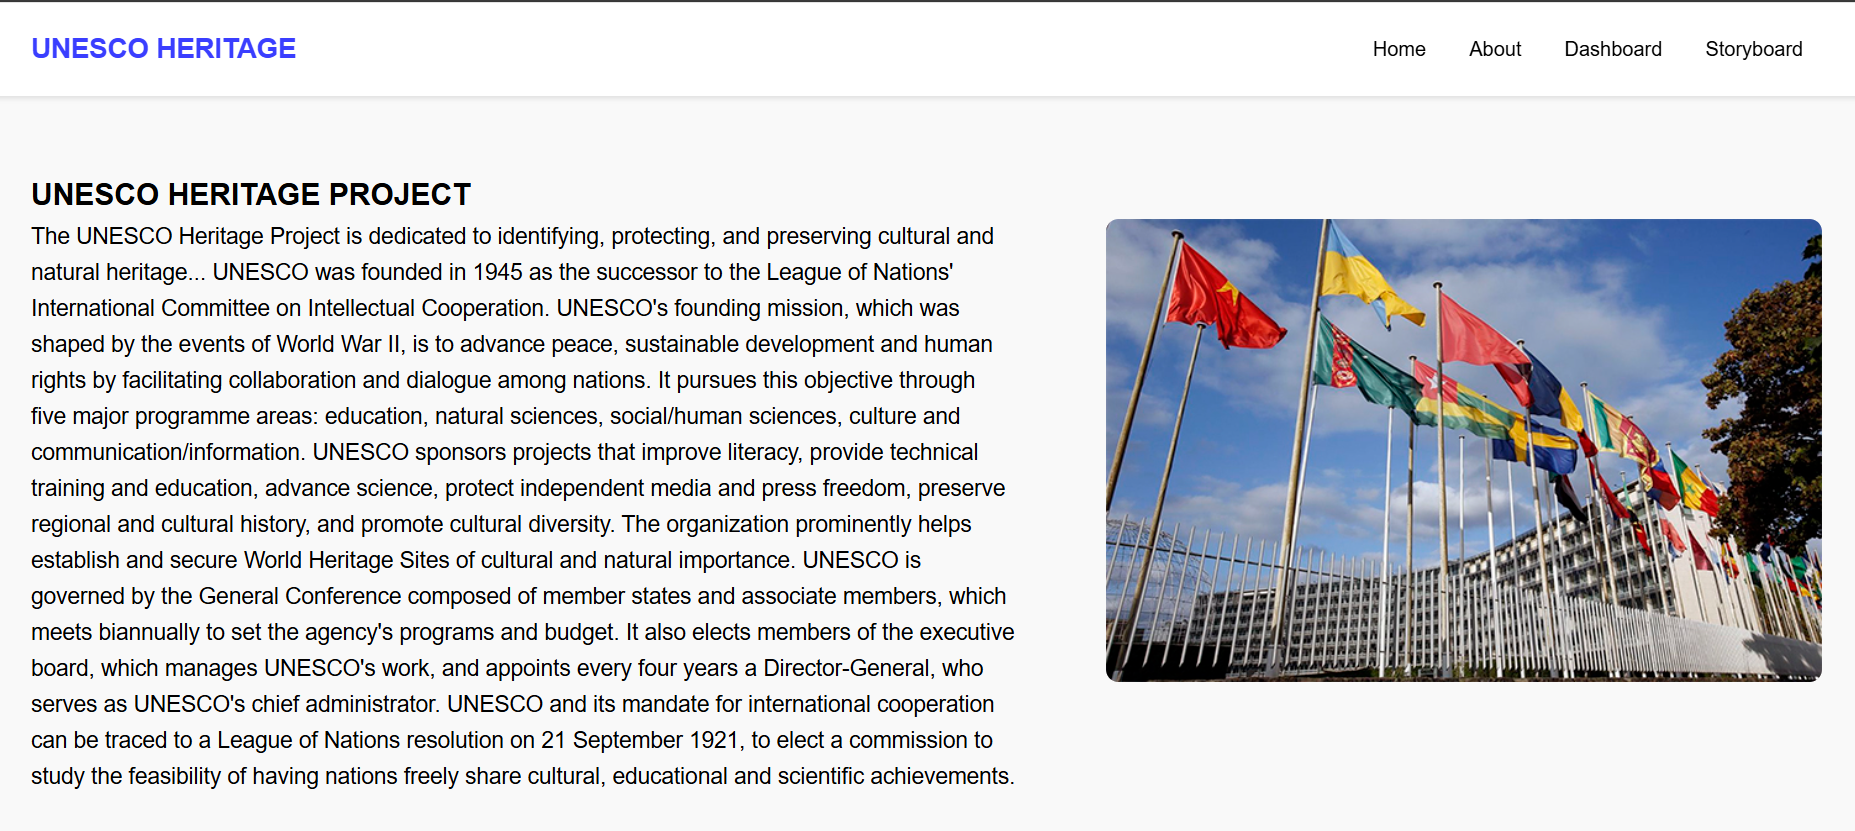 UNESCO HERITAGE
Home
About
Dashboard
Storyboard
UNESCO HERITAGE PROJECT
The UNESCO Heritage Project is dedicated to identifying, protecting, and preserving cultural and
natural heritage... UNESCO was founded in 1945 as the successor to the League of Nations'
International Committee on Intellectual Cooperation. UNESCO's founding mission, which was
shaped by the events of World War II, is to advance peace, sustainable development and human
rights by facilitating collaboration and dialogue among nations. It pursues this objective through
five major programme areas: education, natural sciences, social/human sciences, culture and
communication/information. UNESCO sponsors projects that improve literacy, provide technical
training and education, advance science, protect independent media and press freedom, preserve
regional and cultural history, and promote cultural diversity. The organization prominently helps
establish and secure World Heritage Sites of cultural and natural importance. UNESCO is
governed by the General Conference composed of member states and associate members, which
meets biannually to set the agency's programs and budget. It also elects members of the executive
board, which manages UNESCO's work, and appoints every four years a Director-General, who
serves as UNESCO's chief administrator. UNESCO and its mandate for international cooperation
can be traced to a League of Nations resolution on 21 September 1921, to elect a commission to
study the feasibility of having nations freely share cultural, educational and scientific achievements.